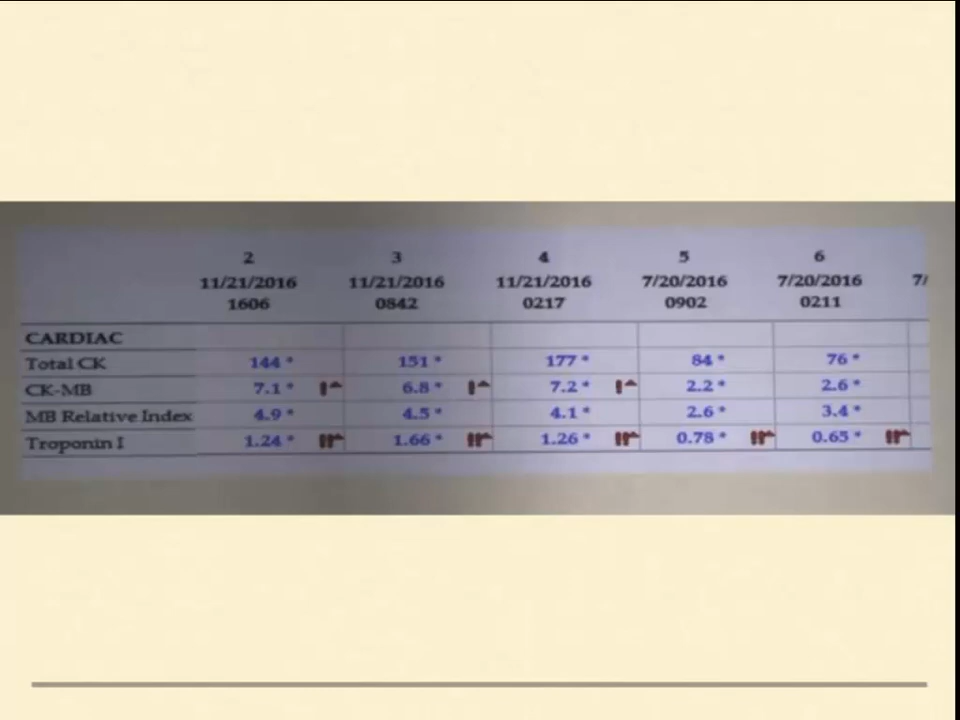 2 3 4 5 6
11/21/2016 11/21/2016 11/21/2016 7/20/2016 7/20/2016 7/
1606 0842 0217 0902 0211
CARDIAC
Total CK 144 * 151 * 177 * 84 * 76 *
CK-MB 7.1 * !^ 6.8 * !^ 7.2 * !^ 2.2 * 2.6 *
MB Relative Index 4.9 * 4.5 * 4.1 * 2.6 * 3.4 *
Troponin I 1.24 * !!^ 1.66 * !!^ 1.26 * !!^ 0.78 * !!^ 0.65 * !!^